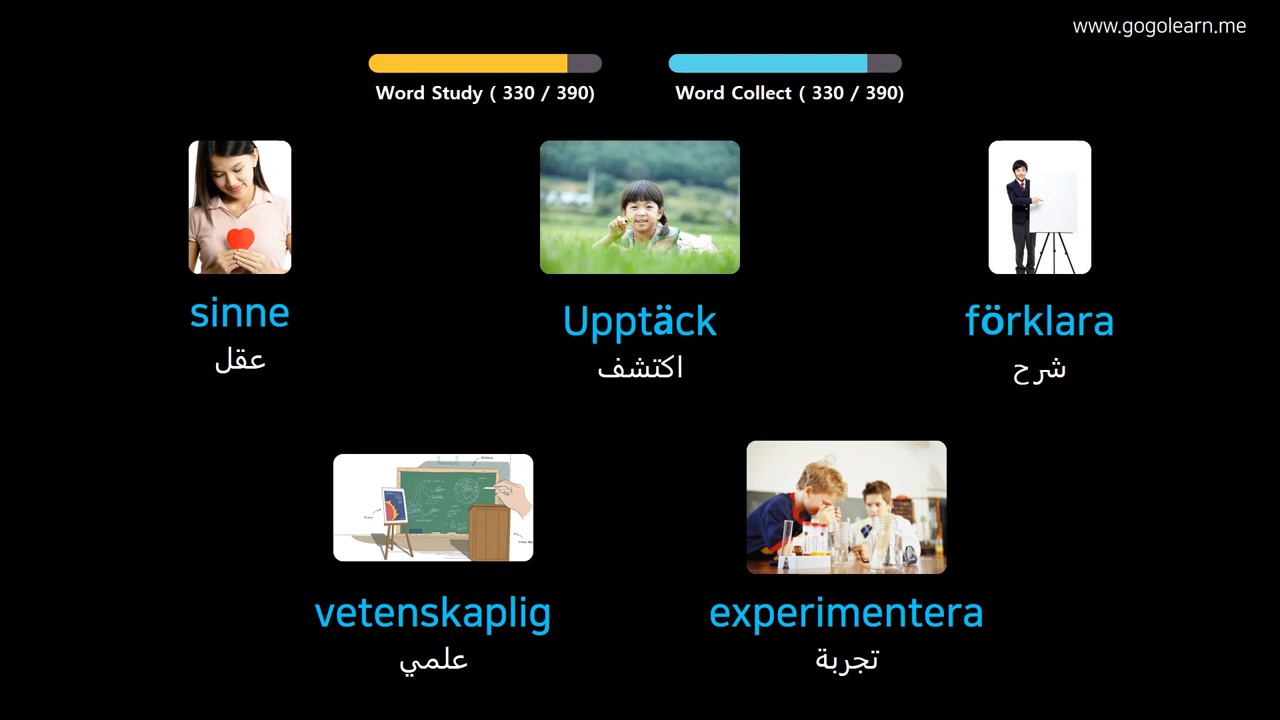 www.gogolearn.me
Word Study ( 330 / 390)
Word Collect ( 330 / 390)
sinne
عقل
Upptäck
اكتشف
förklara
شرح
vetenskaplig
علمي
experimentera
تجربة